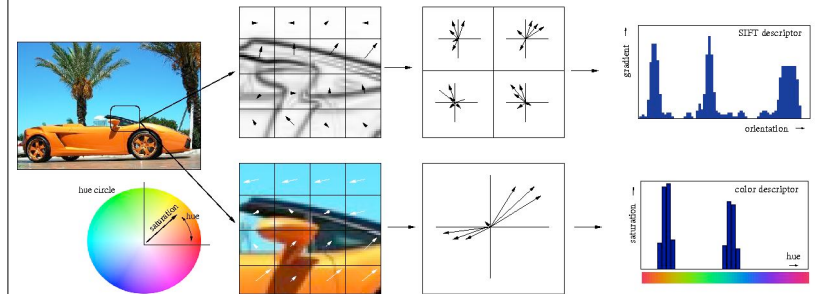 SIFT descriptor
gradient
orientation
hue circle
saturation
hue
color descriptor
saturation
hue